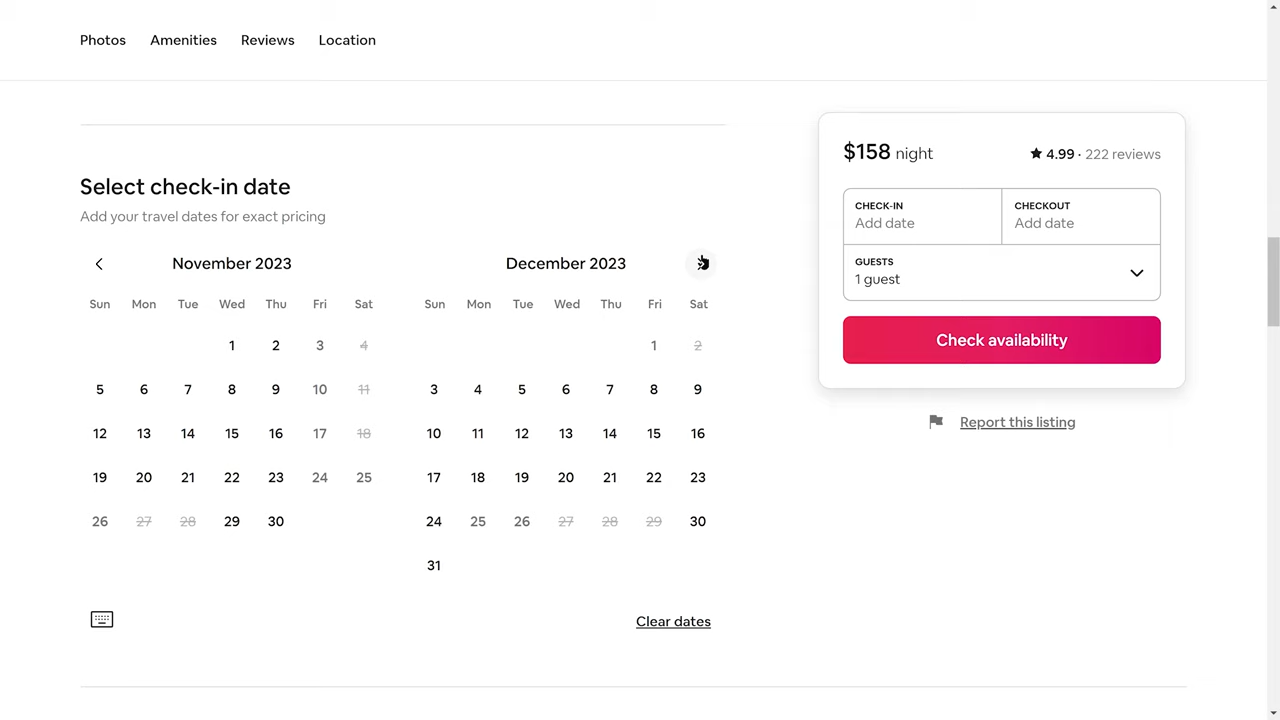 Photos Amenities Reviews Location
Select check-in date
Add your travel dates for exact pricing
November 2023
Sun Mon Tue Wed Thu Fri Sat
1 2 3 4
5 6 7 8 9 10 11
12 13 14 15 16 17 18
19 20 21 22 23 24 25
26 27 28 29 30
December 2023
Sun Mon Tue Wed Thu Fri Sat
1 2
3 4 5 6 7 8 9
10 11 12 13 14 15 16
17 18 19 20 21 22 23
24 25 26 27 28 29 30
31
Clear dates
$158 night
4.99 · 222 reviews
CHECK-IN
Add date
CHECKOUT
Add date
GUESTS
1 guest
Check availability
Report this listing